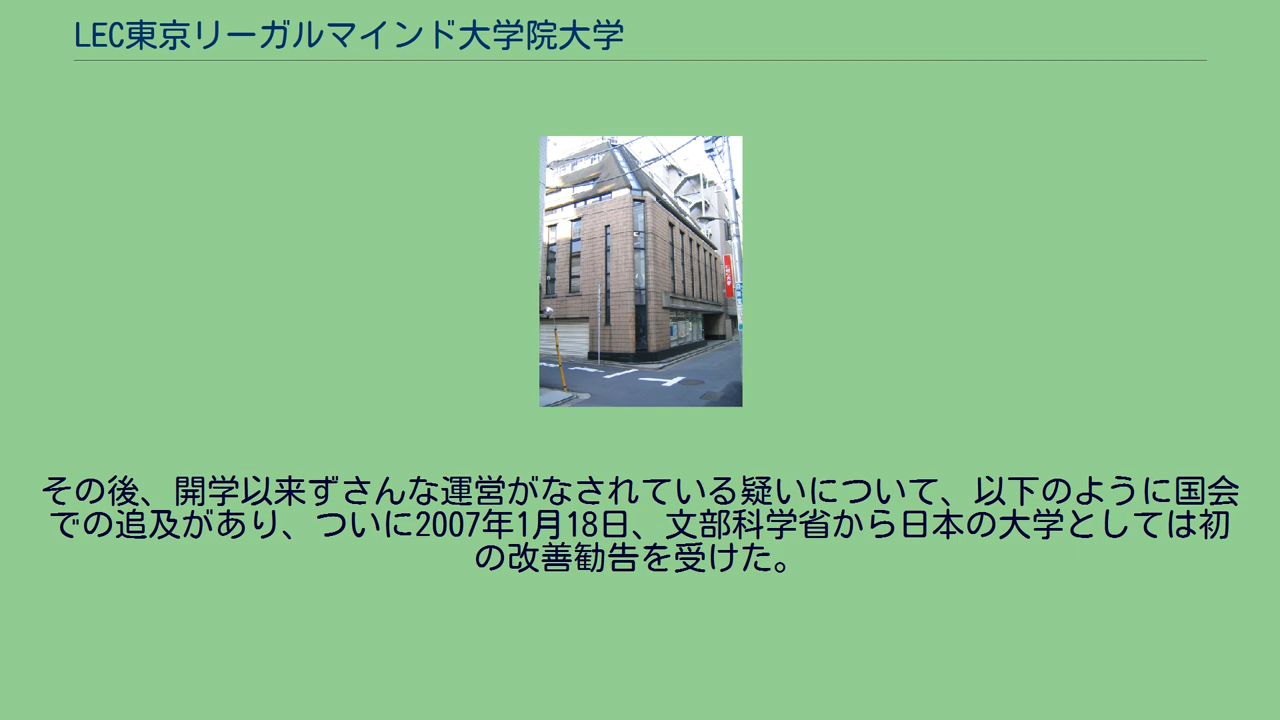 LEC東京リーガルマインド大学院大学
その後、開学以来ずさんな運営がなされている疑いについて、以下のように国会
での追及があり、ついに2007年1月18日、文部科学省から日本の大学としては初
の改善勧告を受けた。